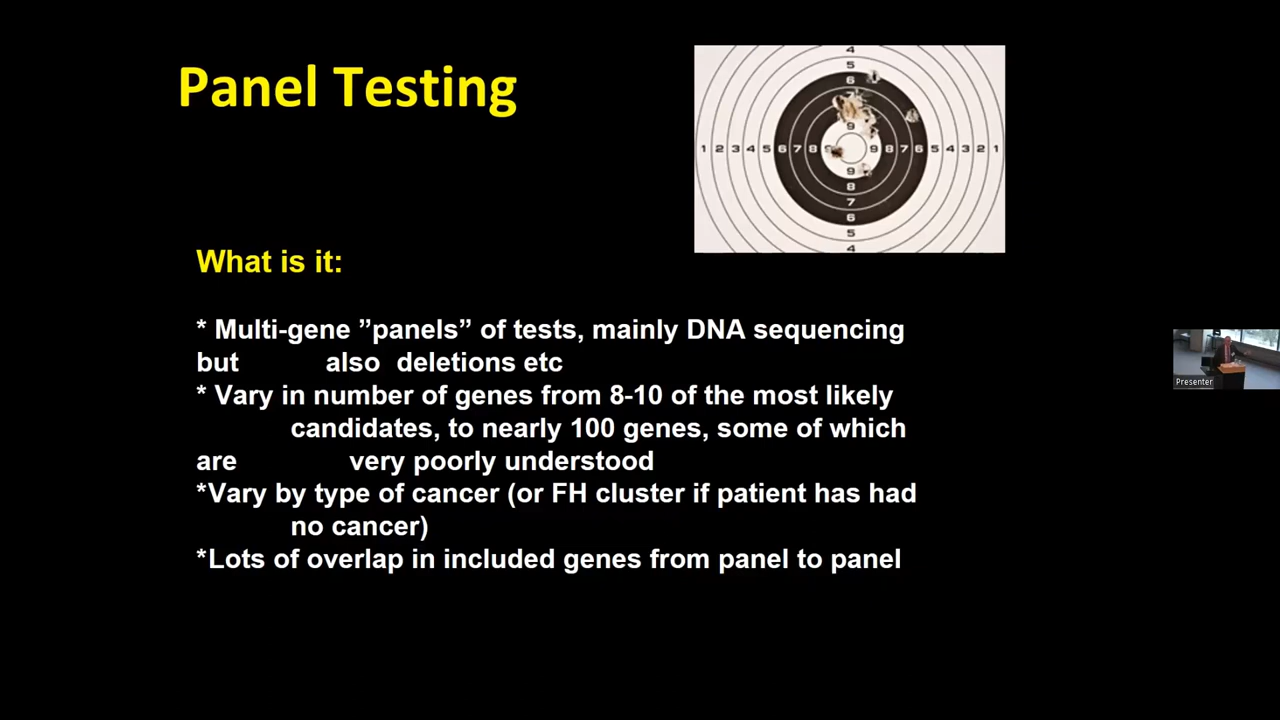 Panel Testing
4
5
6
9
1 2 3 4 5 6 7 8 9 9 8 7 6 5 4 3 2 1
9
8
7
6
5
4
What is it:
* Multi-gene ”panels” of tests, mainly DNA sequencing
but also deletions etc
* Vary in number of genes from 8-10 of the most likely
candidates, to nearly 100 genes, some of which
are very poorly understood
*Vary by type of cancer (or FH cluster if patient has had
no cancer)
*Lots of overlap in included genes from panel to panel
Presenter